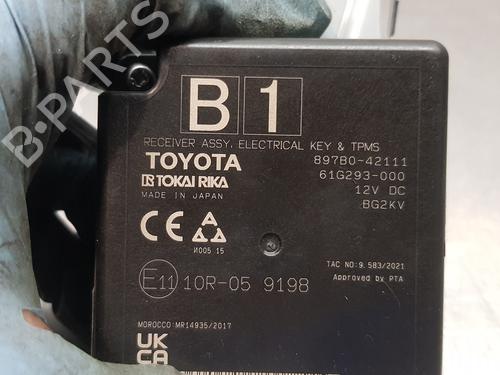 B 1
RECEIVER ASSY, ELECTRICAL KEY & TPMS
TOYOTA 897B0-42111
TOKAI RIKA 61G293-000
MADE IN JAPAN 12V DC
BG2KV
CE
И005 15
TAC NO: 9.583/2021
Approved by PTA
E11 10R-05 9198
MOROCCO: MR14935/2017
UK
CA
B-PARTS